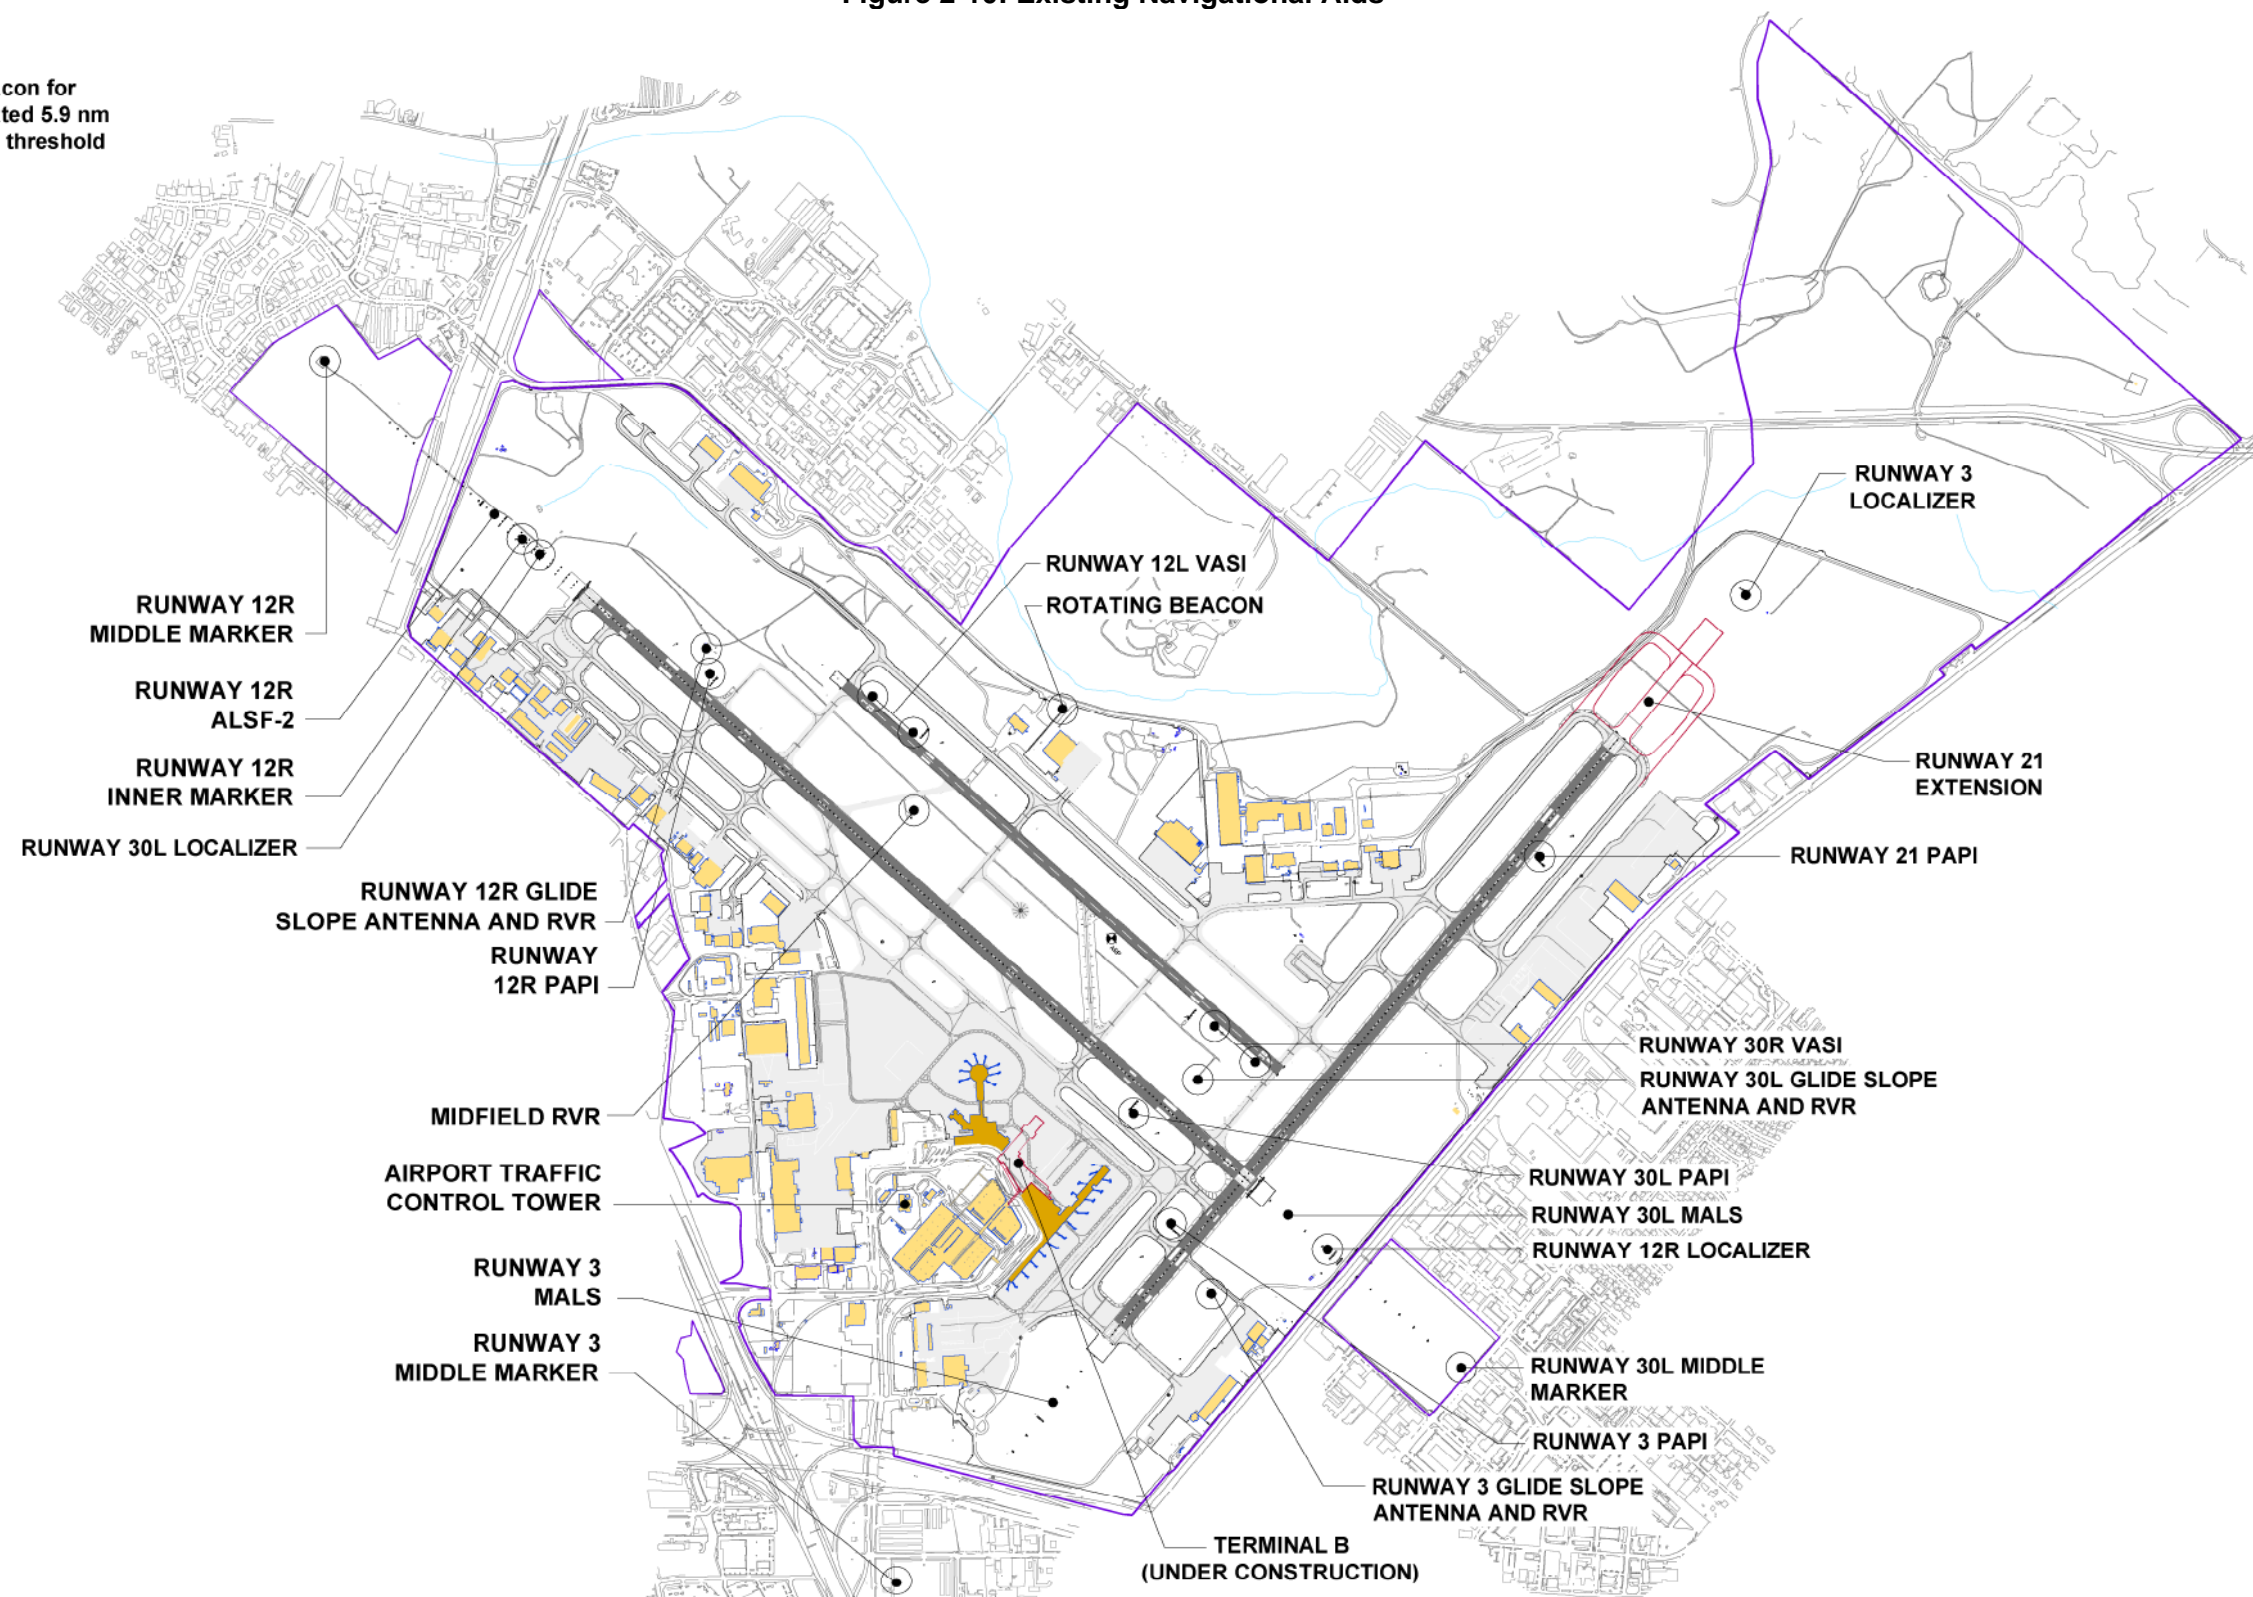 con for
ted 5.9 nm
threshold
RUNWAY 3
LOCALIZER
RUNWAY 12L VASI
ROTATING BEACON
RUNWAY 12R
MIDDLE MARKER
RUNWAY 12R
ALSF-2
RUNWAY 12R
INNER MARKER
RUNWAY 30L LOCALIZER
RUNWAY 21
EXTENSION
RUNWAY 21 PAPI
RUNWAY 12R GLIDE
SLOPE ANTENNA AND RVR
RUNWAY
12R PAPI
RUNWAY 30R VASI
RUNWAY 30L GLIDE SLOPE
ANTENNA AND RVR
MIDFIELD RVR
AIRPORT TRAFFIC
CONTROL TOWER
RUNWAY 30L PAPI
RUNWAY 30L MALS
RUNWAY 12R LOCALIZER
RUNWAY 3
MALS
RUNWAY 3
MIDDLE MARKER
RUNWAY 30L MIDDLE
MARKER
RUNWAY 3 PAPI
RUNWAY 3 GLIDE SLOPE
ANTENNA AND RVR
TERMINAL B
(UNDER CONSTRUCTION)